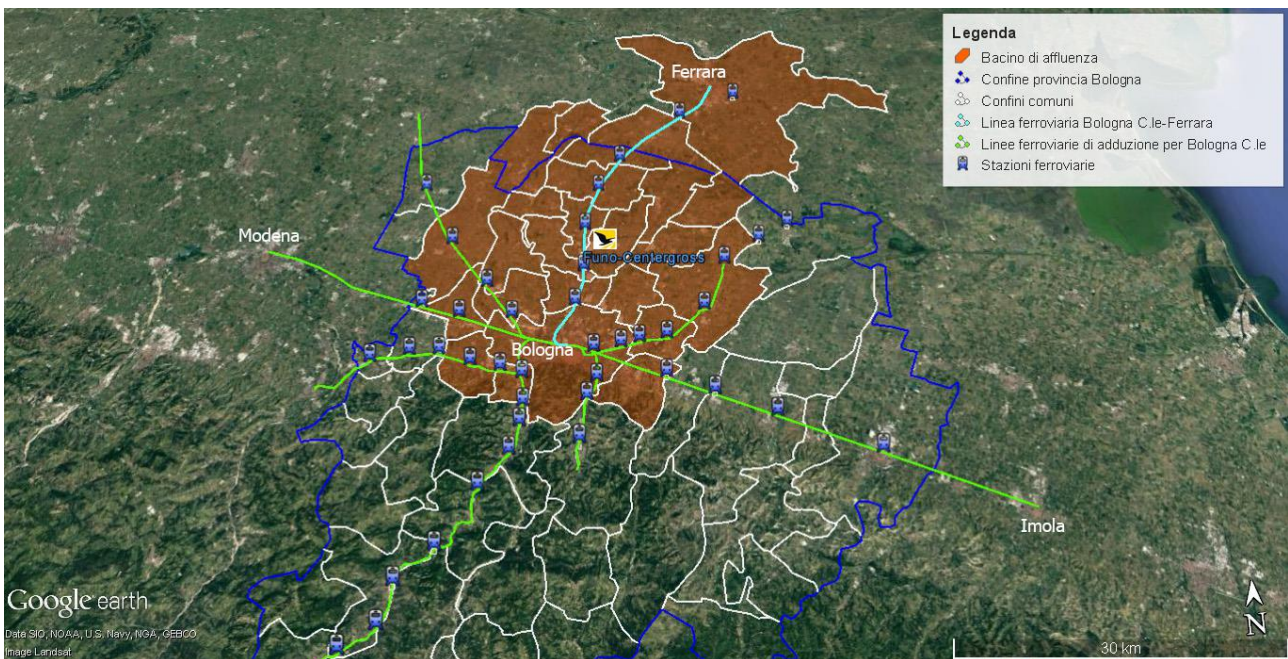 Legenda
Bacino di affluenza
Confine provincia Bologna
Confini comuni
Linea ferroviaria Bologna C.le-Ferrara
Linee ferroviarie di adduzione per Bologna C.le
Stazioni ferroviarie
Ferrara
Modena
Funo-Centergross
Bologna
Imola
Google earth
Data SIO, NOAA, U.S. Navy, NGA, GEBCO
Image Landsat
N
30 km